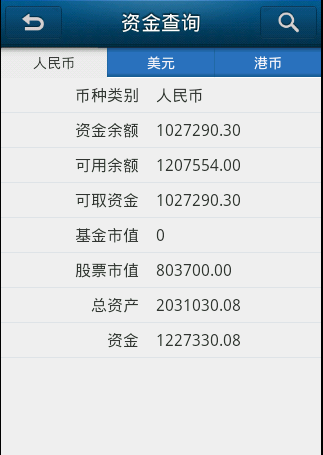 资金查询
人民币 美元 港币
币种类别 人民币
资金余额 1027290.30
可用余额 1207554.00
可取资金 1027290.30
基金市值 0
股票市值 803700.00
总资产 2031030.08
资金 1227330.08